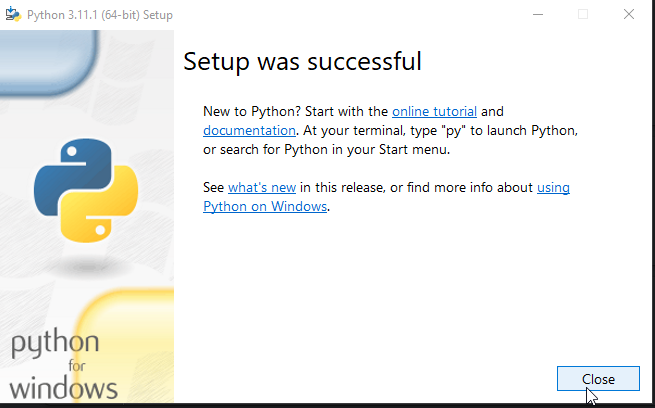 Python 3.11.1 (64-bit) Setup
Setup was successful
New to Python? Start with the online tutorial and
documentation. At your terminal, type "py" to launch Python,
or search for Python in your Start menu.
See what's new in this release, or find more info about using
Python on Windows.
python
for
windows
Close